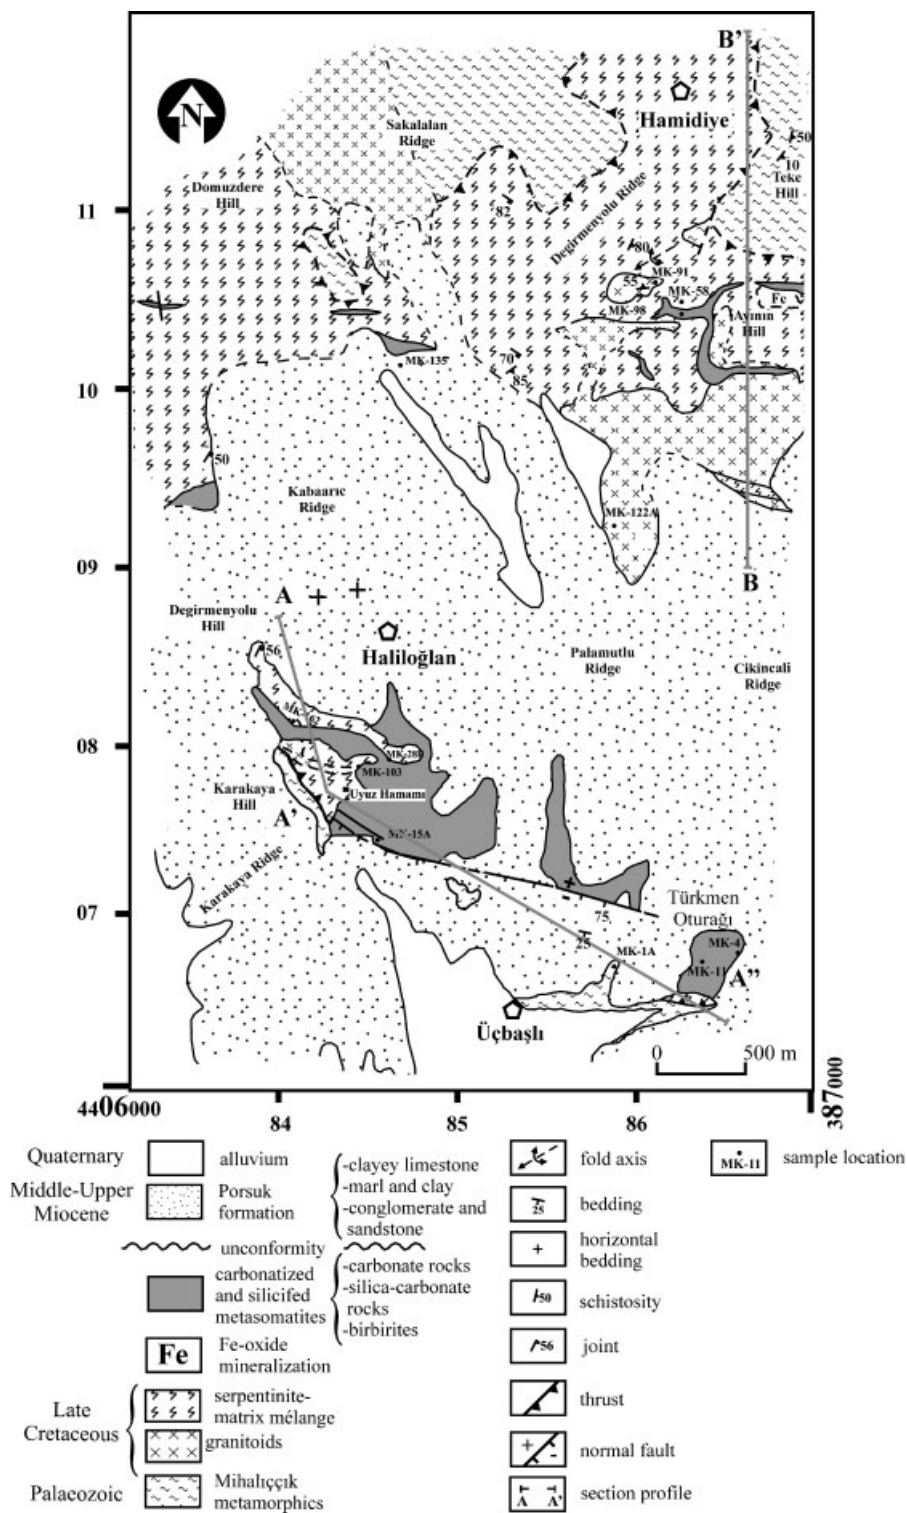 B'
N
Hamidiye
Sakalalan
Ridge
50
10
Teke
Hill
Domuzdere
Hill
82
Degirmenyolu Ridge
11
80
MK-91
55
MK-58
Fe
MK-98
Ayının
Hill
MK-135
70
85
10
50
Kabaarıc
Ridge
MK-122A
09
B
A
Degirmenyolu
Hill
Haliloğlan
56
Palamutlu
Ridge
Cikincali
Ridge
08
MK-103
Uyuz Hamamı
Karakaya
Hill
A'
MK-15A
Karakaya Ridge
07
75
Türkmen
Oturağı
25
MK-1A
MK-4
MK-11
A"
Üçbaşlı
0 500 m
4406000
84
85
86
387000
Quaternary alluvium
Middle-Upper
Miocene
Porsuk
formation
-clayey limestone
-marl and clay
-conglomerate and
sandstone
unconformity
carbonatized
and silicifed
metasomatites
-carbonate rocks
-silica-carbonate
rocks
-birbirites
Fe
Fe-oxide
mineralization
Late
Cretaceous
serpentinite-
matrix mélange
granitoids
Palaeozoic
Mihalıççık
metamorphics
fold axis
25
bedding
horizontal
bedding
50
schistosity
56
joint
thrust
normal fault
A A'
section profile
MK-11
sample location